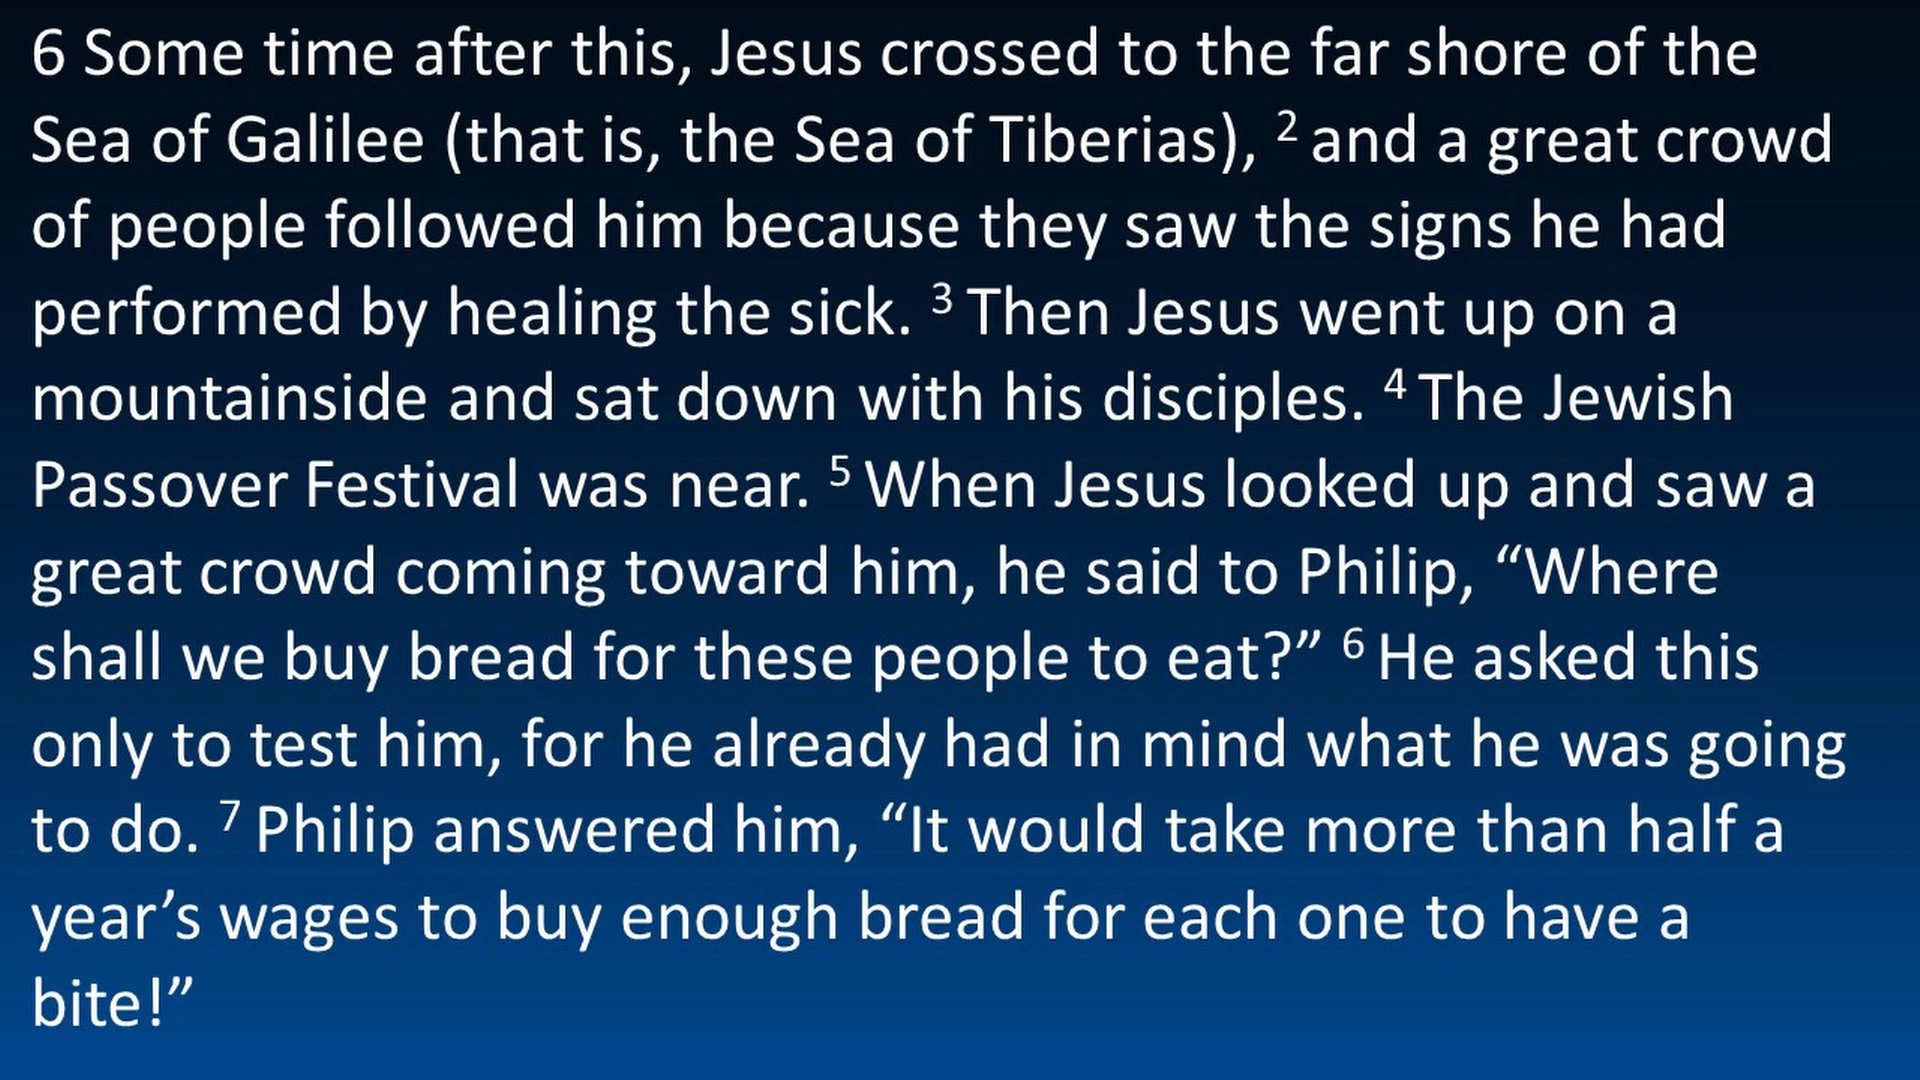 6 Some time after this, Jesus crossed to the far shore of the
Sea of Galilee (that is, the Sea of Tiberias), 2 and a great crowd
of people followed him because they saw the signs he had
performed by healing the sick. 3 Then Jesus went up on a
mountainside and sat down with his disciples. 4 The Jewish
Passover Festival was near. 5 When Jesus looked up and saw a
great crowd coming toward him, he said to Philip, “Where
shall we buy bread for these people to eat?” 6 He asked this
only to test him, for he already had in mind what he was going
to do. 7 Philip answered him, “It would take more than half a
year’s wages to buy enough bread for each one to have a
bite!”